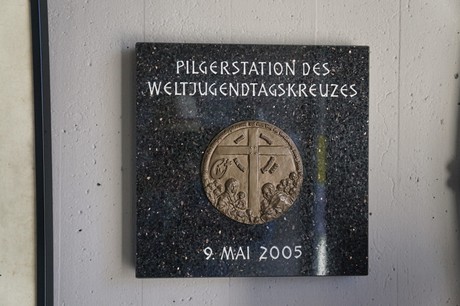 PILGERSTATION DES
WELTJUGENDTAGSKREUZES
9. MAI 2005